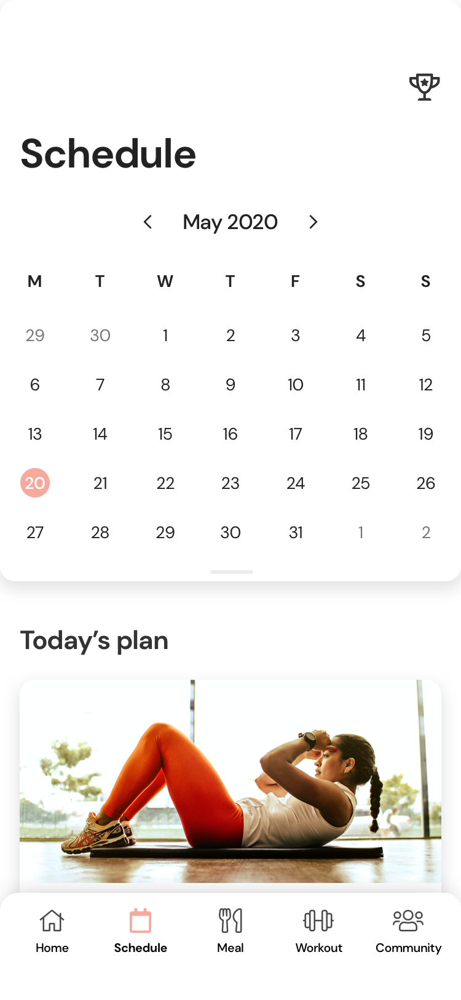 Schedule
May 2020
M T W T F S S
29 30 1 2 3 4 5
6 7 8 9 10 11 12
13 14 15 16 17 18 19
20 21 22 23 24 25 26
27 28 29 30 31 1 2
Today’s plan
Home Schedule Meal Workout Community